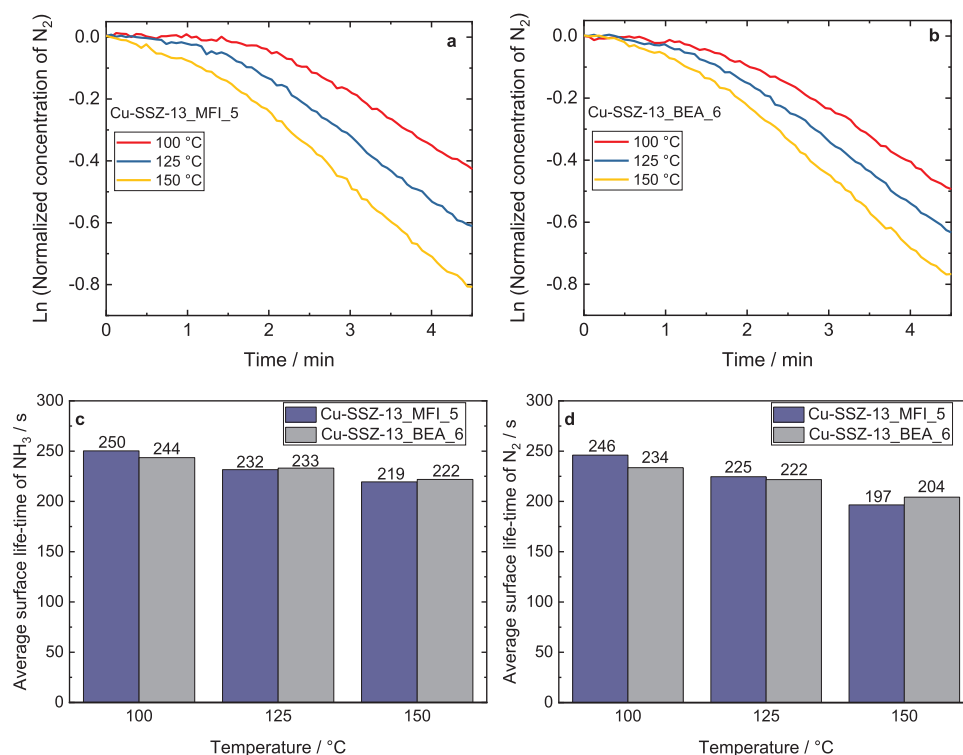 a
Ln (Normalized concentration of N₂)
0.0
-0.2
-0.4
-0.6
-0.8
Cu-SSZ-13_MFI_5
100 °C
125 °C
150 °C
0
1
2
3
4
Time / min
b
Ln (Normalized concentration of N₂)
0.0
-0.2
-0.4
-0.6
-0.8
Cu-SSZ-13_BEA_6
100 °C
125 °C
150 °C
0
1
2
3
4
Time / min
c
Average surface life-time of NH₃ / s
300
250
200
150
100
50
0
Cu-SSZ-13_MFI_5
Cu-SSZ-13_BEA_6
250
244
232
233
219
222
100
125
150
Temperature / °C
d
Average surface life-time of N₂ / s
300
250
200
150
100
50
0
Cu-SSZ-13_MFI_5
Cu-SSZ-13_BEA_6
246
234
225
222
197
204
100
125
150
Temperature / °C